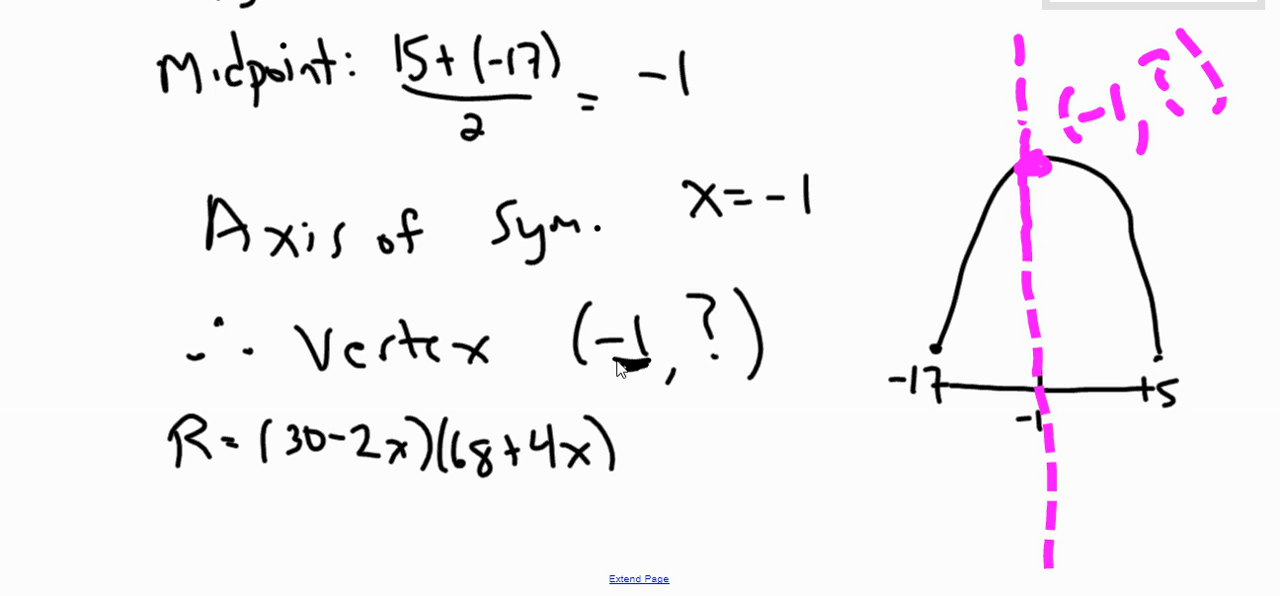 Midpoint: 15+(-17) = -1
2
(-1,?)
Axis of Sym. x=-1
∴ Vertex (-1,?)
-17 +5
-1
R=(30-2x)(68+4x)
Extend Page